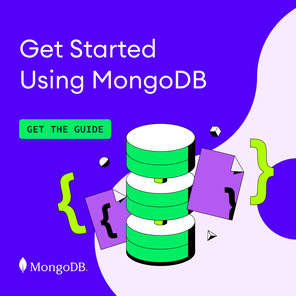 Get Started
Using MongoDB
GET THE GUIDE
{
{
}
}
MongoDB.